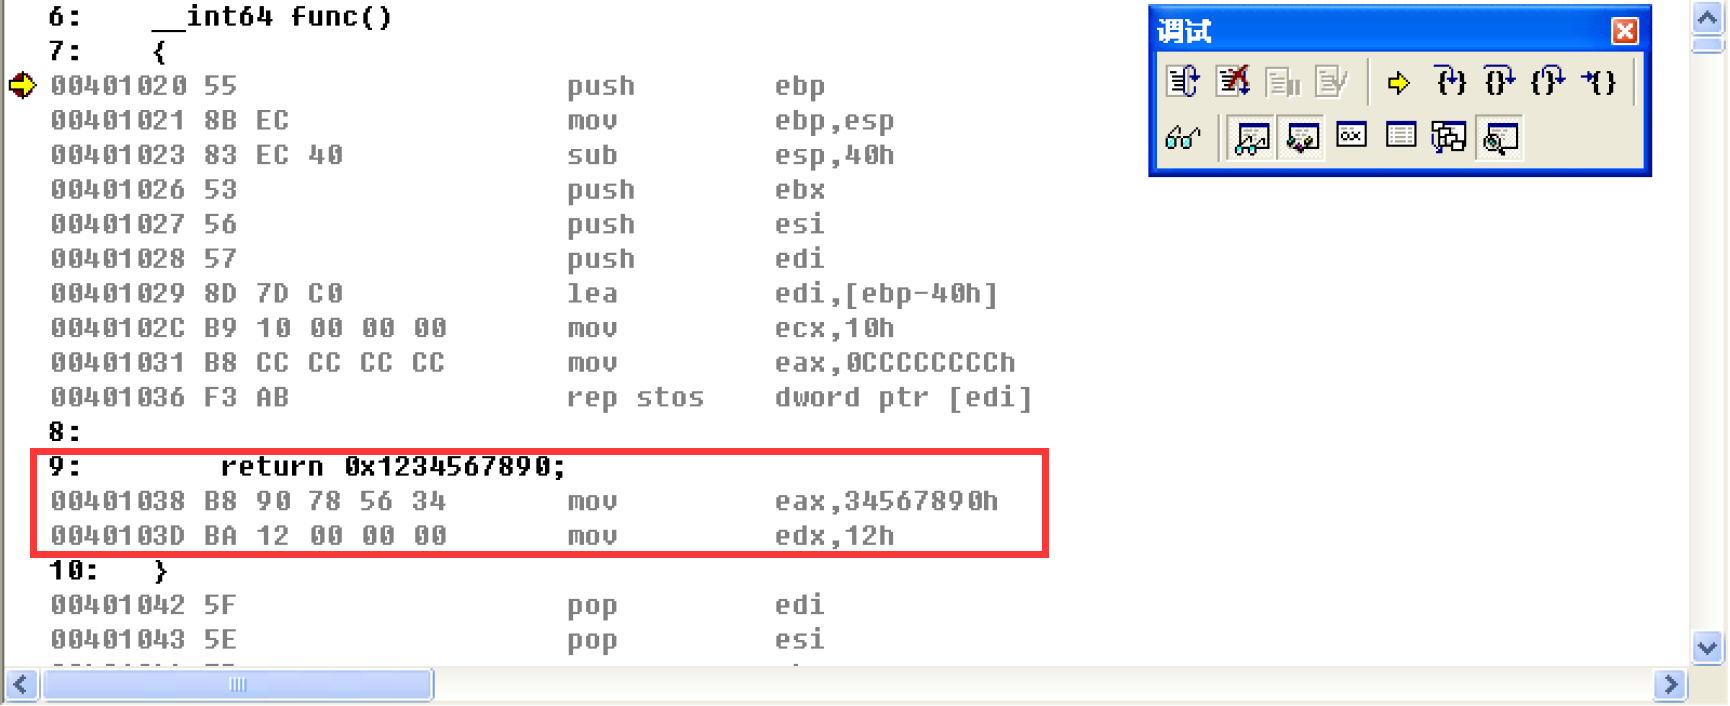 6:    __int64 func()
7:    {
00401020 55                   push        ebp
00401021 8B EC                mov         ebp,esp
00401023 83 EC 40             sub         esp,40h
00401026 53                   push        ebx
00401027 56                   push        esi
00401028 57                   push        edi
00401029 8D 7D C0             lea         edi,[ebp-40h]
0040102C B9 10 00 00 00       mov         ecx,10h
00401031 B8 CC CC CC CC       mov         eax,0CCCCCCCCh
00401036 F3 AB                rep stos    dword ptr [edi]
8:
9:        return 0x1234567890;
00401038 B8 90 78 56 34       mov         eax,34567890h
0040103D BA 12 00 00 00       mov         edx,12h
10:   }
00401042 5F                   pop         edi
00401043 5E                   pop         esi
调试